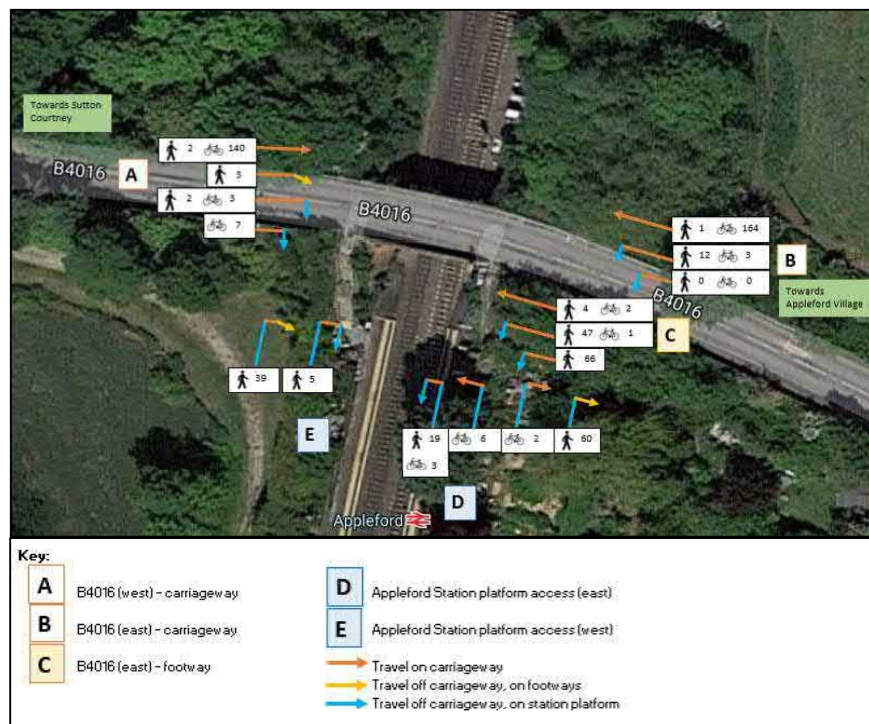 Towards Sutton
Courtney
2 140
3
2 3
7
B4016
A
B4016
1 164
12 3
0 0
B
Towards
Appleford Village
B4016
4 2
47 1
66
C
39
5
E
19
3
6
2
60
D
Appleford
Key:
A
B4016 (west) - carriageway
B
B4016 (east) - carriageway
C
B4016 (east) - footway
D
Appleford Station platform access (east)
E
Appleford Station platform access (west)
Travel on carriageway
Travel off carriageway, on footways
Travel off carriageway, on station platform